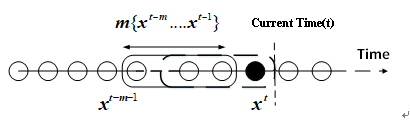 m{x^{t-m}....x^{t-1}}
Current Time(t)
Time
x^{t-m-1}
x^t
↵